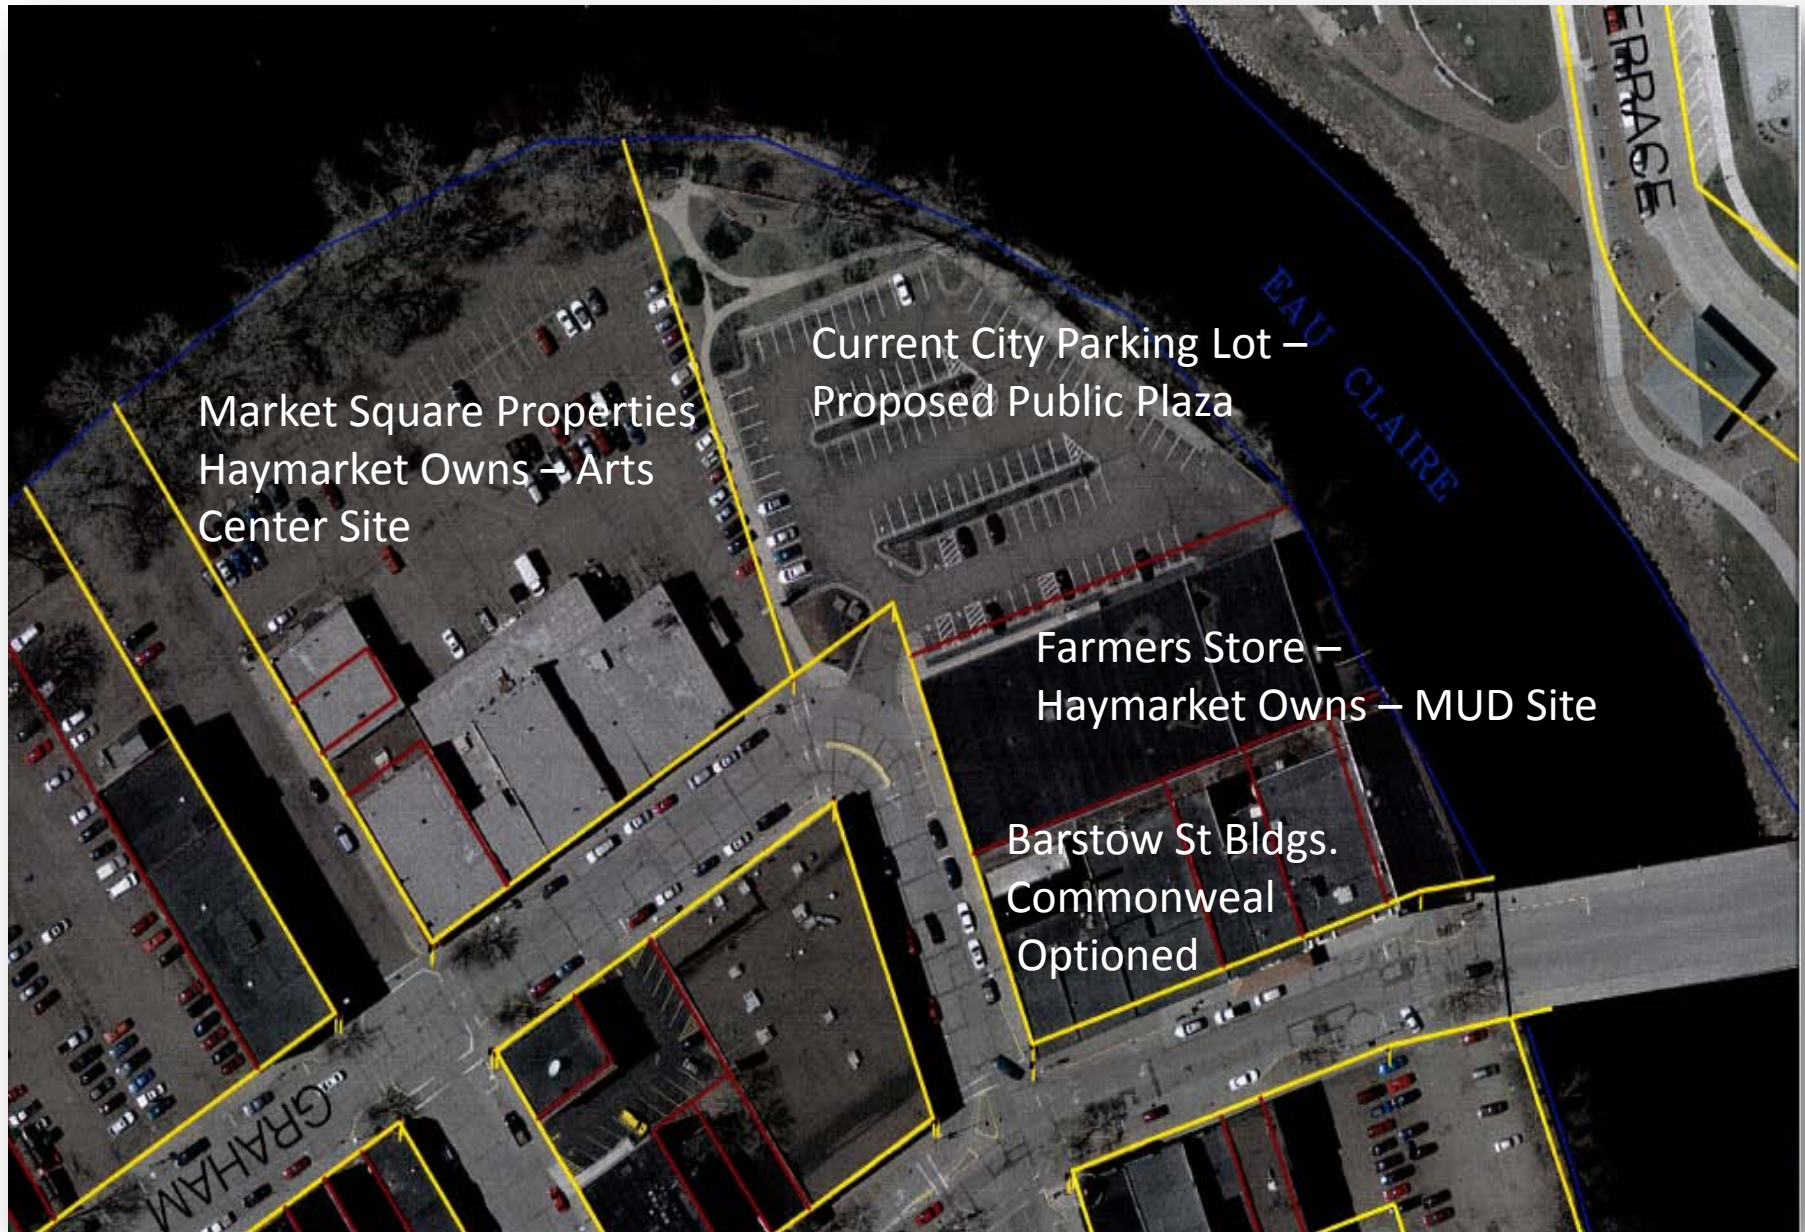 ERRACE
EAU CLAIRE
Current City Parking Lot –
Proposed Public Plaza
Market Square Properties
Haymarket Owns – Arts
Center Site
Farmers Store –
Haymarket Owns – MUD Site
Barstow St Bldgs.
Commonweal
Optioned
GRAHAM